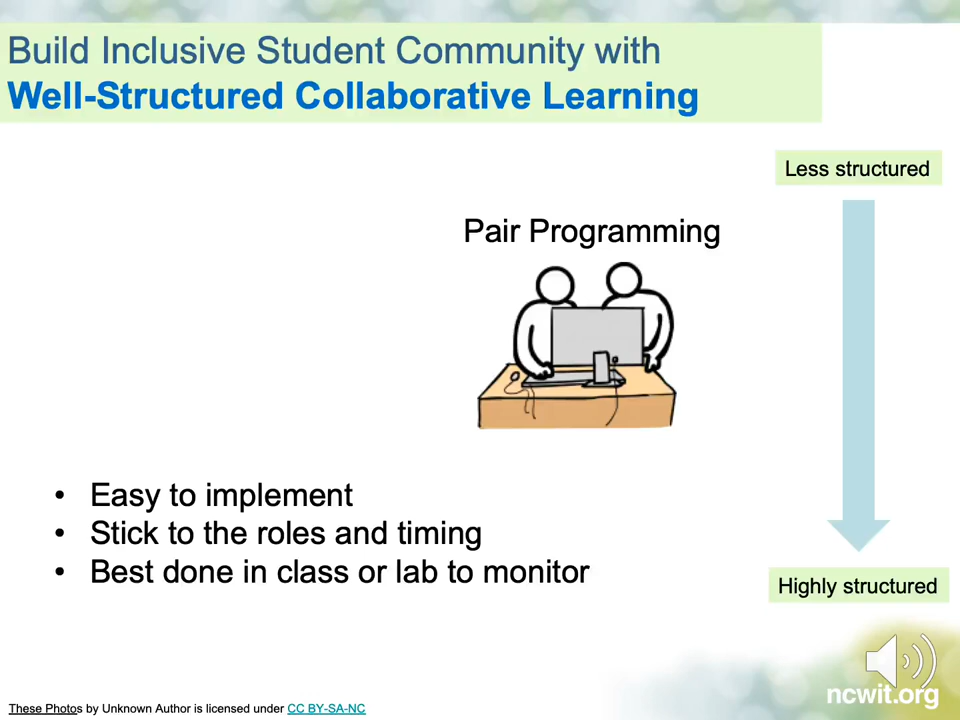 Build Inclusive Student Community with
Well-Structured Collaborative Learning
Less structured
Pair Programming
• Easy to implement
• Stick to the roles and timing
• Best done in class or lab to monitor
Highly structured
ncwit.org
These Photos by Unknown Author is licensed under CC BY-SA-NC